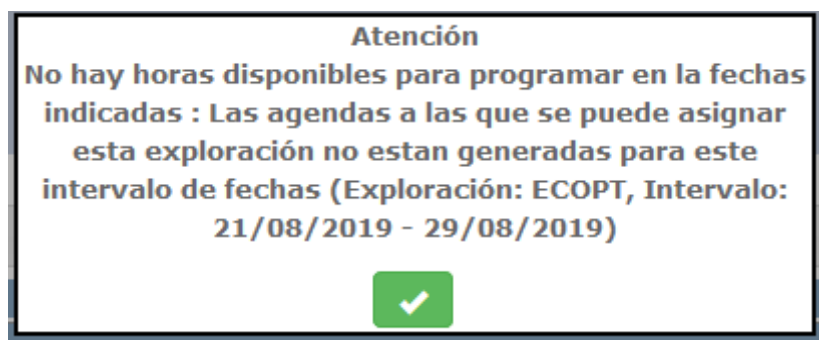 Atención
No hay horas disponibles para programar en la fechas
indicadas : Las agendas a las que se puede asignar
esta exploración no estan generadas para este
intervalo de fechas (Exploración: ECOPT, Intervalo:
21/08/2019 - 29/08/2019)